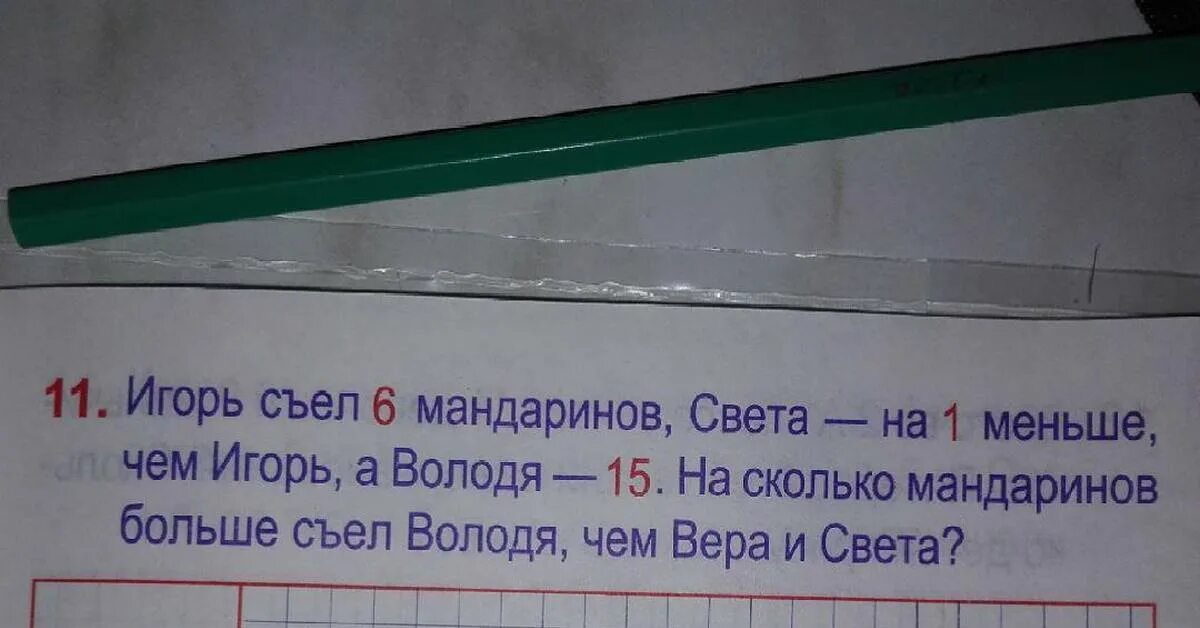 11. Игорь съел 6 мандаринов, Света — на 1 меньше,
чем Игорь, а Володя — 15. На сколько мандаринов
больше съел Володя, чем Вера и Света?